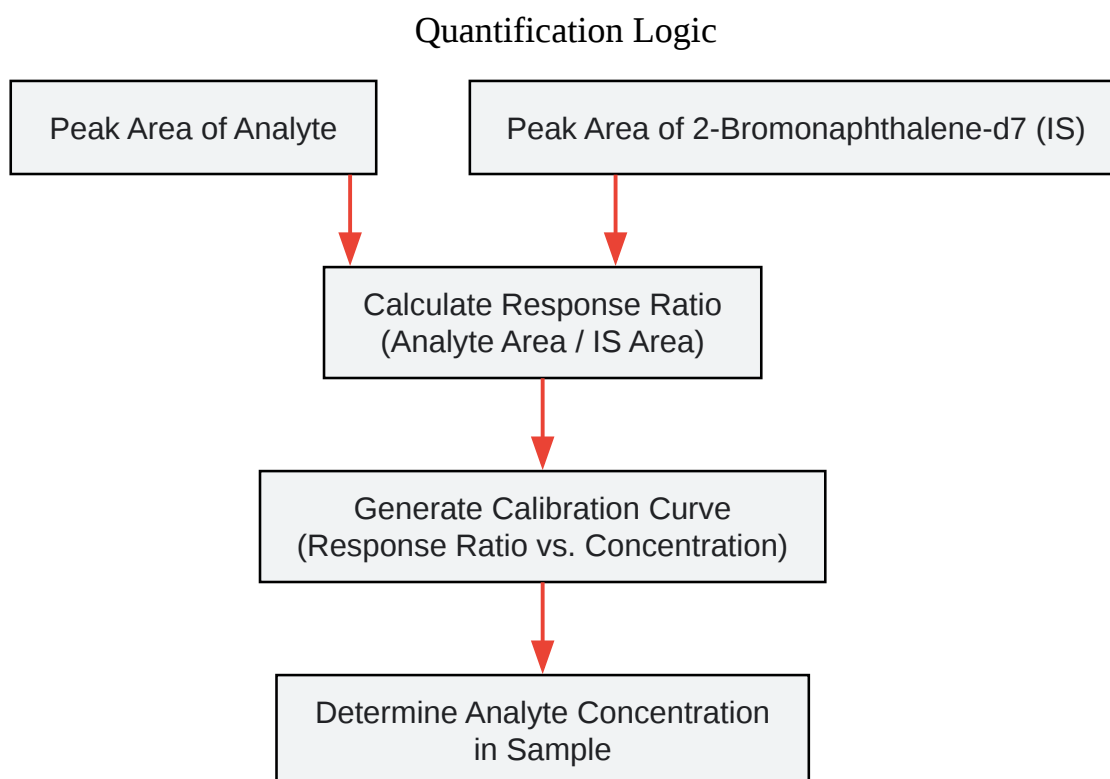 Quantification Logic
Peak Area of Analyte
Peak Area of 2-Bromonaphthalene-d7 (IS)
Calculate Response Ratio
(Analyte Area / IS Area)
Generate Calibration Curve
(Response Ratio vs. Concentration)
Determine Analyte Concentration
in Sample